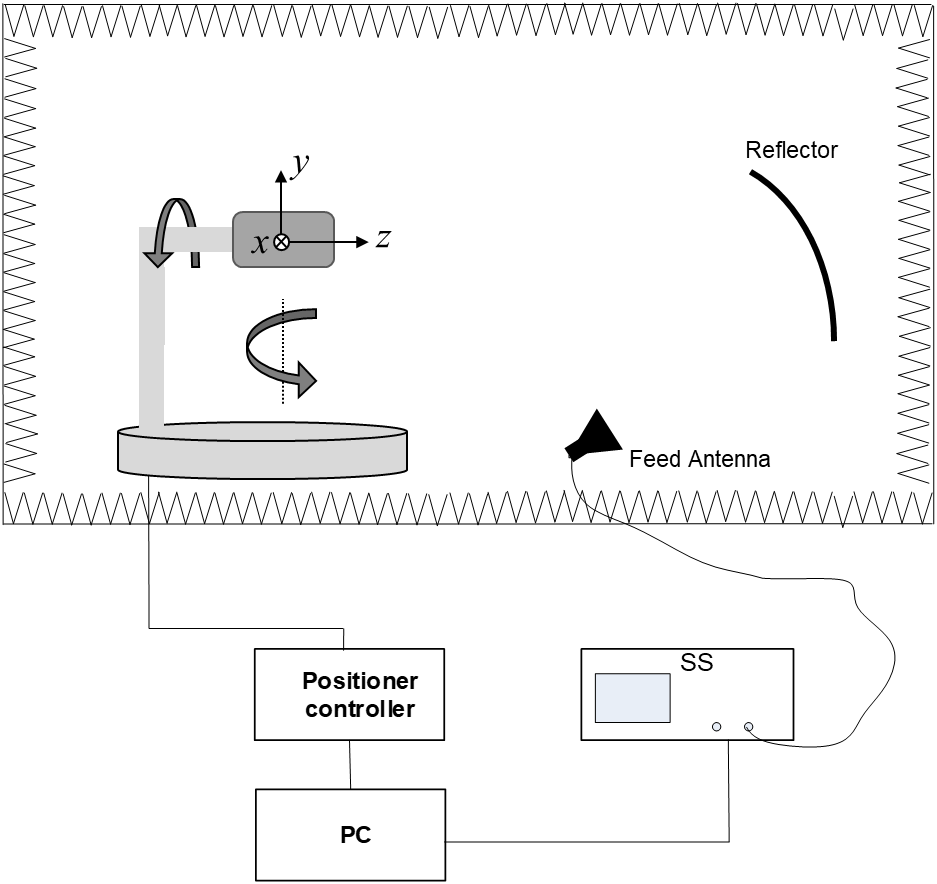 Reflector
y
x
z
Feed Antenna
SS
Positioner
controller
PC